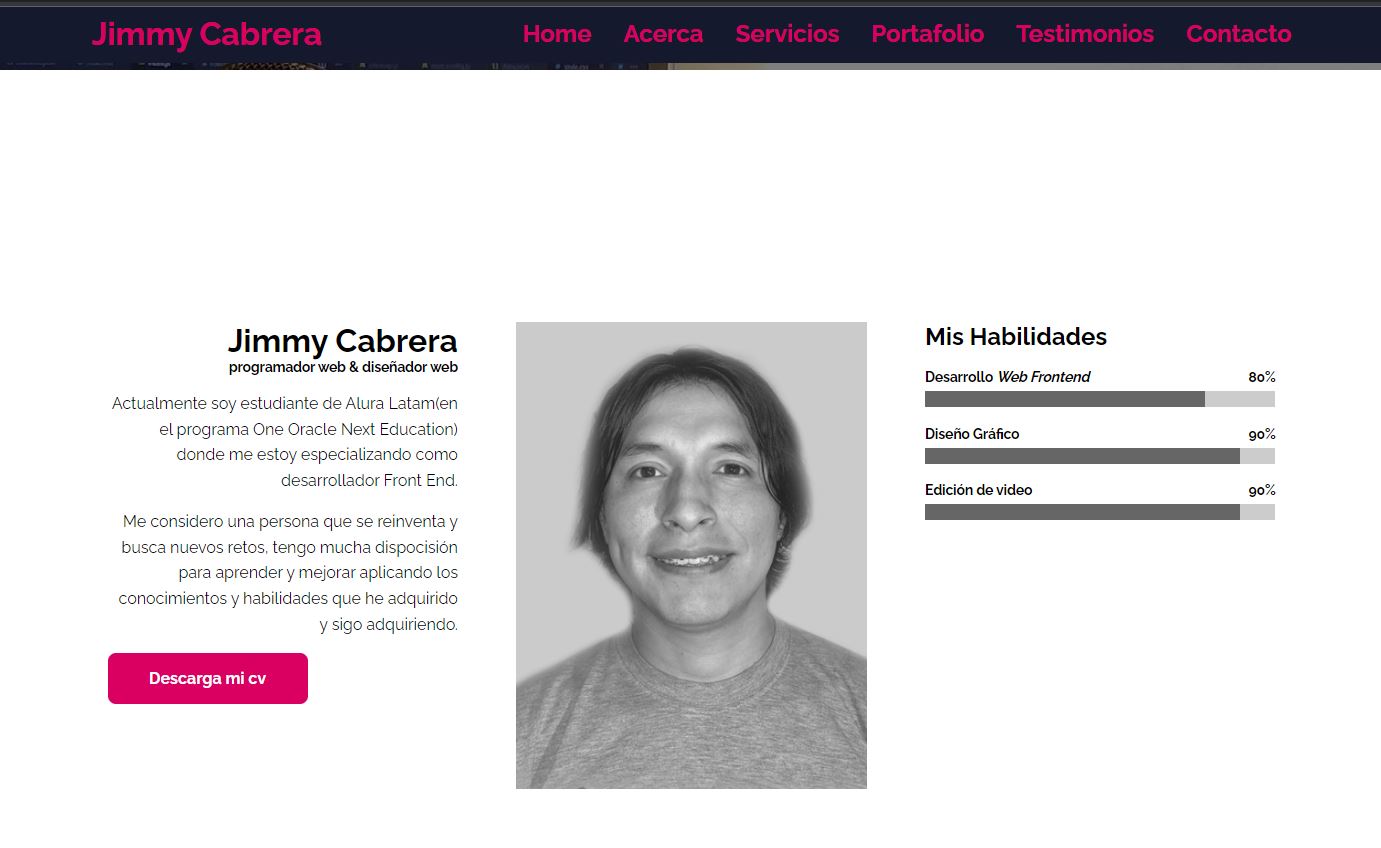 Jimmy Cabrera
Home Acerca Servicios Portafolio Testimonios Contacto
Jimmy Cabrera
programador web & diseñador web
Actualmente soy estudiante de Alura Latam(en
el programa One Oracle Next Education)
donde me estoy especializando como
desarrollador Front End.
Me considero una persona que se reinventa y
busca nuevos retos, tengo mucha dispocisión
para aprender y mejorar aplicando los
conocimientos y habilidades que he adquirido
y sigo adquiriendo.
Descarga mi cv
Mis Habilidades
Desarrollo Web Frontend 80%
Diseño Gráfico 90%
Edición de video 90%